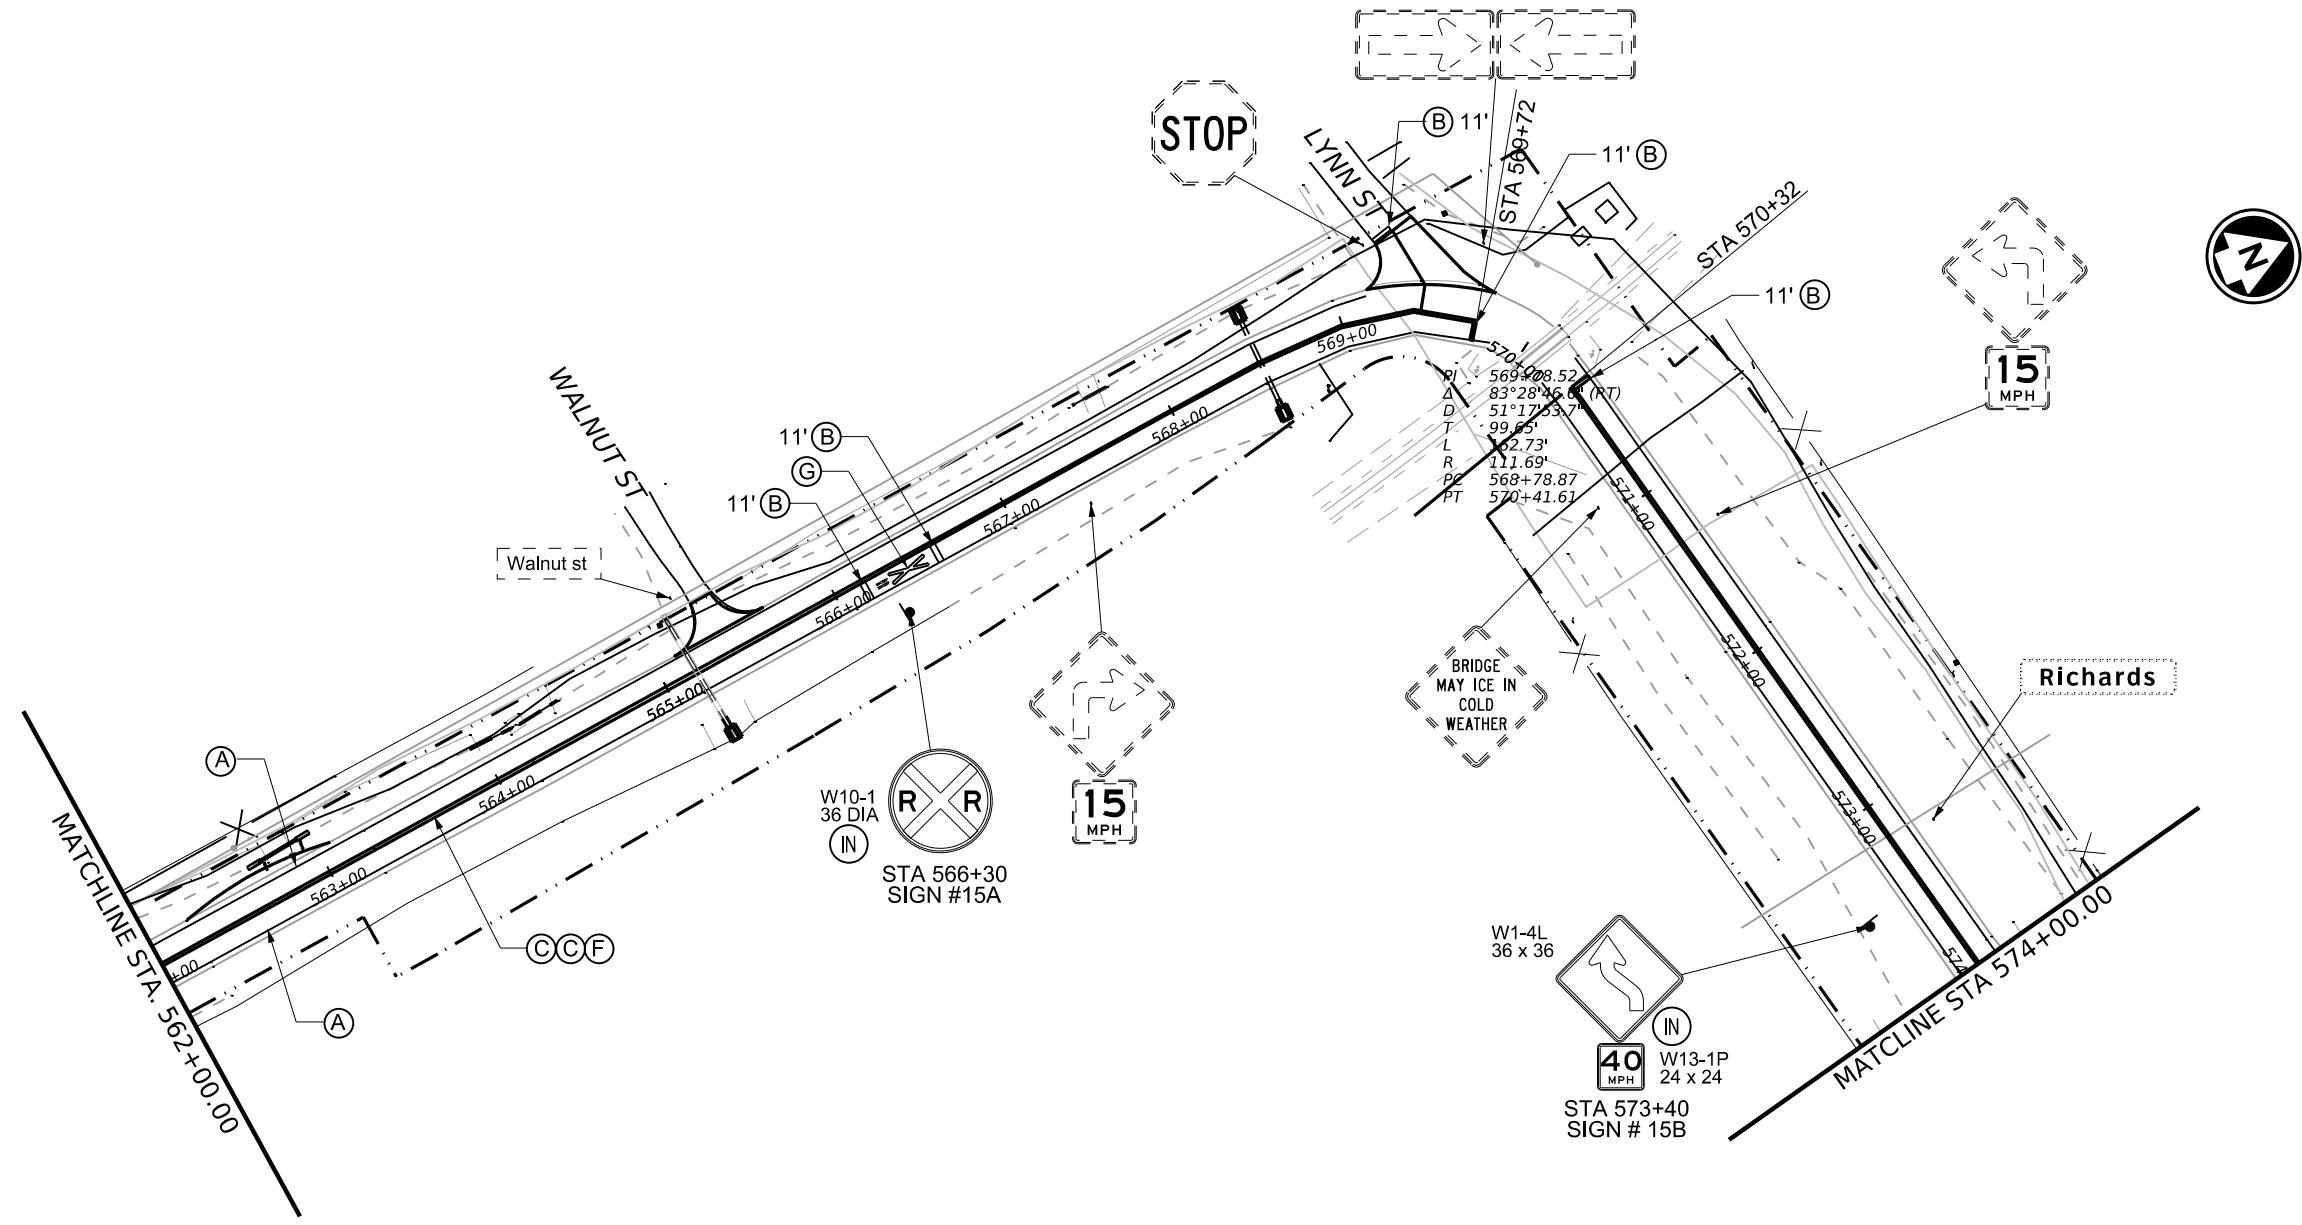 STOP
LYNN ST
B 11'
STA 569+72
11' B
STA 570+32
11' B
15
MPH
N
WALNUT ST
Walnut st
11' B
G
11' B
A
A
C C F
MATCHLINE STA. 562+00.00
+00
563+00
564+00
565+00
566+00
567+00
568+00
569+00
570+00
571+00
572+00
573+00
574
PI 569+78.52
Δ 83°28'46.6" (RT)
D 51°17'53.7"
T 99.65'
L 162.73'
R 111.69'
PC 568+78.87
PT 570+41.61
W10-1
36 DIA
IN
R R
STA 566+30
SIGN #15A
15
MPH
BRIDGE
MAY ICE IN
COLD
WEATHER
Richards
W1-4L
36 x 36
IN
40
MPH
W13-1P
24 x 24
STA 573+40
SIGN # 15B
MATCLINE STA 574+00.00